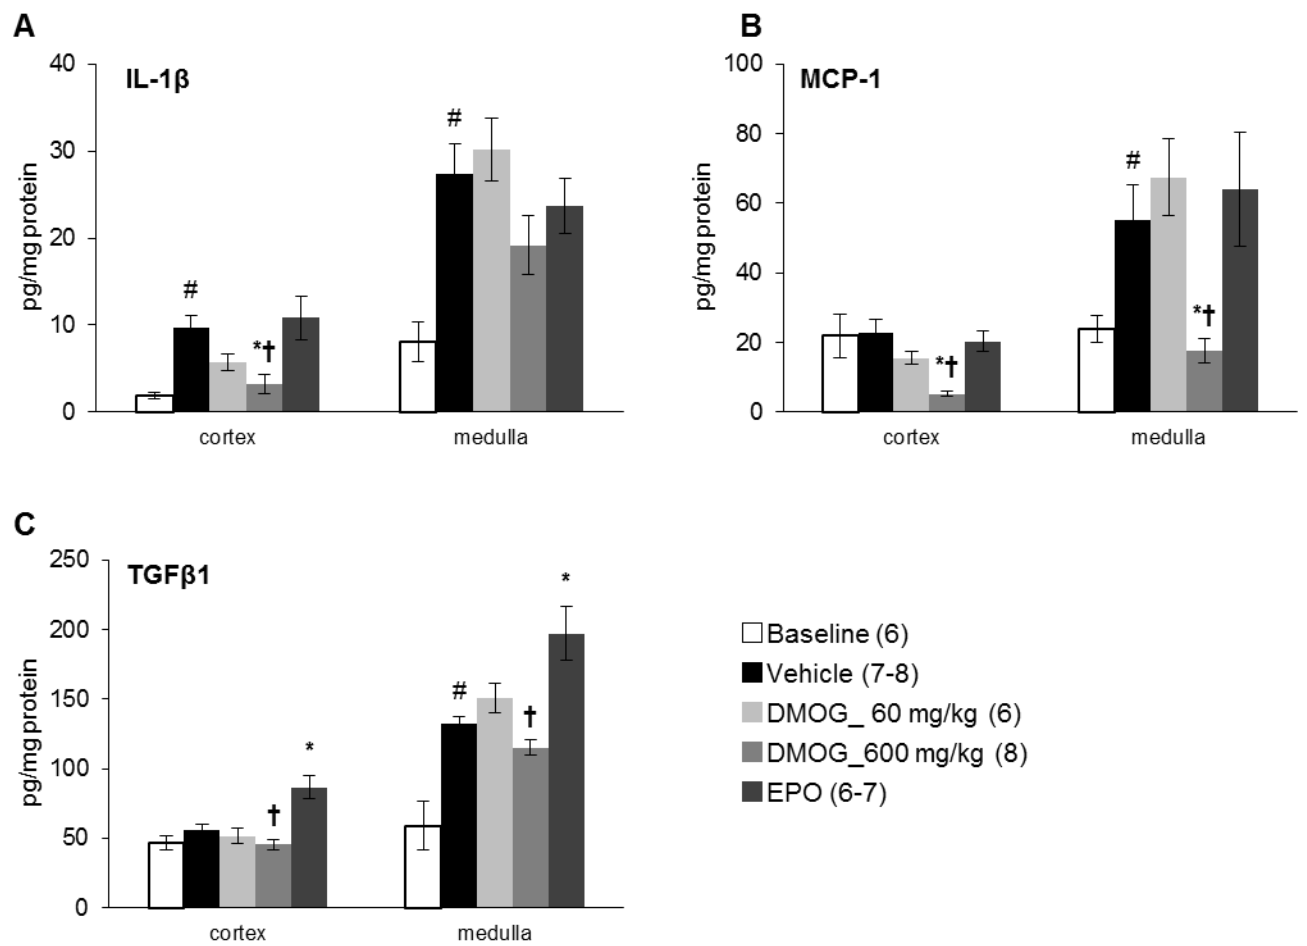 A
IL-1β
pg/mg protein
40
30
20
10
0
#
#
*†
cortex
medulla
B
MCP-1
pg/mg protein
100
80
60
40
20
0
#
*†
*†
cortex
medulla
C
TGFβ1
pg/mg protein
250
200
150
100
50
0
*
#
†
†
*
cortex
medulla
Baseline (6)
Vehicle (7-8)
DMOG_ 60 mg/kg (6)
DMOG_600 mg/kg (8)
EPO (6-7)